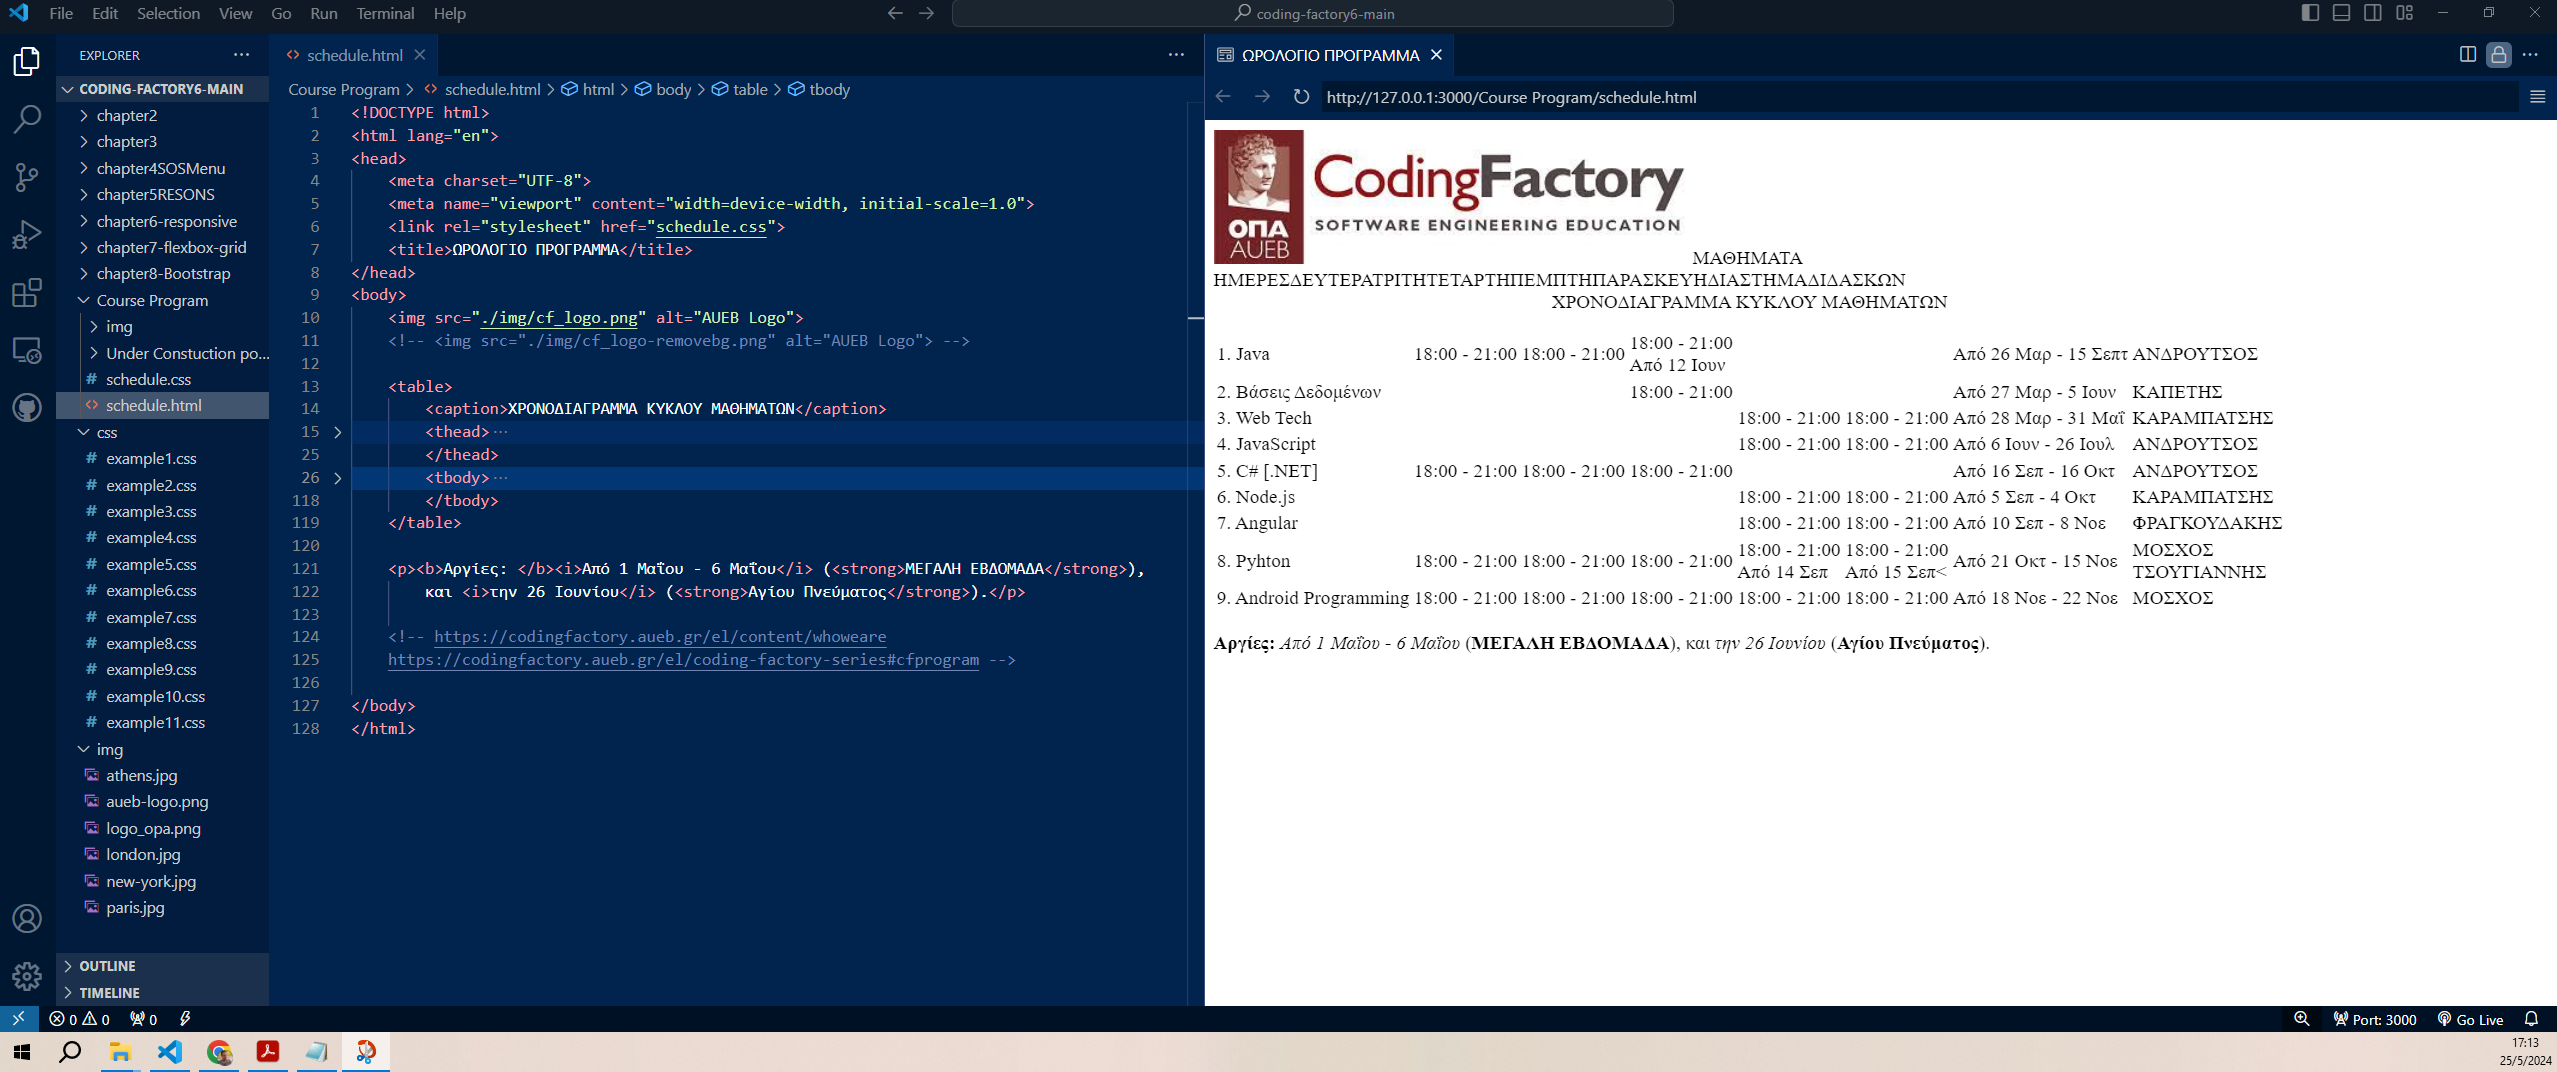 File Edit Selection View Go Run Terminal Help
coding-factory6-main
EXPLORER
CODING-FACTORY6-MAIN
chapter2
chapter3
chapter4SOSMenu
chapter5RESONS
chapter6-responsive
chapter7-flexbox-grid
chapter8-Bootstrap
Course Program
img
Under Constuction po...
# schedule.css
<> schedule.html
css
# example1.css
# example2.css
# example3.css
# example4.css
# example5.css
# example6.css
# example7.css
# example8.css
# example9.css
# example10.css
# example11.css
img
athens.jpg
aueb-logo.png
logo_opa.png
london.jpg
new-york.jpg
paris.jpg
OUTLINE
TIMELINE
<> schedule.html
Course Program > <> schedule.html > html > body > table > tbody
1 <!DOCTYPE html>
2 <html lang="en">
3 <head>
4 <meta charset="UTF-8">
5 <meta name="viewport" content="width=device-width, initial-scale=1.0">
6 <link rel="stylesheet" href="schedule.css">
7 <title>ΩΡΟΛΟΓΙΟ ΠΡΟΓΡΑΜΜΑ</title>
8 </head>
9 <body>
10 <img src="./img/cf_logo.png" alt="AUEB Logo">
11 <!-- <img src="./img/cf_logo-removebg.png" alt="AUEB Logo"> -->
12
13 <table>
14 <caption>ΧΡΟΝΟΔΙΑΓΡΑΜΜΑ ΚΥΚΛΟΥ ΜΑΘΗΜΑΤΩΝ</caption>
15 <thead>···
25 </thead>
26 <tbody>···
118 </tbody>
119 </table>
120
121 <p><b>Αργίες: </b><i>Από 1 Μαΐου - 6 Μαΐου</i> (<strong>ΜΕΓΑΛΗ ΕΒΔΟΜΑΔΑ</strong>),
122 και <i>την 26 Ιουνίου</i> (<strong>Αγίου Πνεύματος</strong>).</p>
123
124 <!-- https://codingfactory.aueb.gr/el/content/whoweare
125 https://codingfactory.aueb.gr/el/coding-factory-series#cfprogram -->
126
127 </body>
128 </html>
ΩΡΟΛΟΓΙΟ ΠΡΟΓΡΑΜΜΑ
http://127.0.0.1:3000/Course Program/schedule.html
CodingFactory
SOFTWARE ENGINEERING EDUCATION
ΟΠΑ
AUEB
ΜΑΘΗΜΑΤΑ
ΗΜΕΡΕΣΔΕΥΤΕΡΑΤΡΙΤΗΤΕΤΑΡΤΗΠΕΜΠΤΗΠΑΡΑΣΚΕΥΗΔΙΑΣΤΗΜΑΔΙΔΑΣΚΩΝ
ΧΡΟΝΟΔΙΑΓΡΑΜΜΑ ΚΥΚΛΟΥ ΜΑΘΗΜΑΤΩΝ
1. Java 18:00 - 21:00 18:00 - 21:00 18:00 - 21:00 Από 12 Ιουν Από 26 Μαρ - 15 Σεπτ ΑΝΔΡΟΥΤΣΟΣ
2. Βάσεις Δεδομένων 18:00 - 21:00 Από 27 Μαρ - 5 Ιουν ΚΑΠΕΤΗΣ
3. Web Tech 18:00 - 21:00 18:00 - 21:00 Από 28 Μαρ - 31 Μαΐ ΚΑΡΑΜΠΑΤΣΗΣ
4. JavaScript 18:00 - 21:00 18:00 - 21:00 Από 6 Ιουν - 26 Ιουλ ΑΝΔΡΟΥΤΣΟΣ
5. C# [.NET] 18:00 - 21:00 18:00 - 21:00 18:00 - 21:00 Από 16 Σεπ - 16 Οκτ ΑΝΔΡΟΥΤΣΟΣ
6. Node.js 18:00 - 21:00 18:00 - 21:00 Από 5 Σεπ - 4 Οκτ ΚΑΡΑΜΠΑΤΣΗΣ
7. Angular 18:00 - 21:00 18:00 - 21:00 Από 10 Σεπ - 8 Νοε ΦΡΑΓΚΟΥΔΑΚΗΣ
8. Pyhton 18:00 - 21:00 18:00 - 21:00 18:00 - 21:00 18:00 - 21:00 Από 14 Σεπ 18:00 - 21:00 Από 15 Σεπ< Από 21 Οκτ - 15 Νοε ΜΟΣΧΟΣ ΤΣΟΥΓΙΑΝΝΗΣ
9. Android Programming 18:00 - 21:00 18:00 - 21:00 18:00 - 21:00 18:00 - 21:00 18:00 - 21:00 Από 18 Νοε - 22 Νοε ΜΟΣΧΟΣ
Αργίες: Από 1 Μαΐου - 6 Μαΐου (ΜΕΓΑΛΗ ΕΒΔΟΜΑΔΑ), και την 26 Ιουνίου (Αγίου Πνεύματος).
0 0 0
Port: 3000 Go Live
17:13
25/5/2024